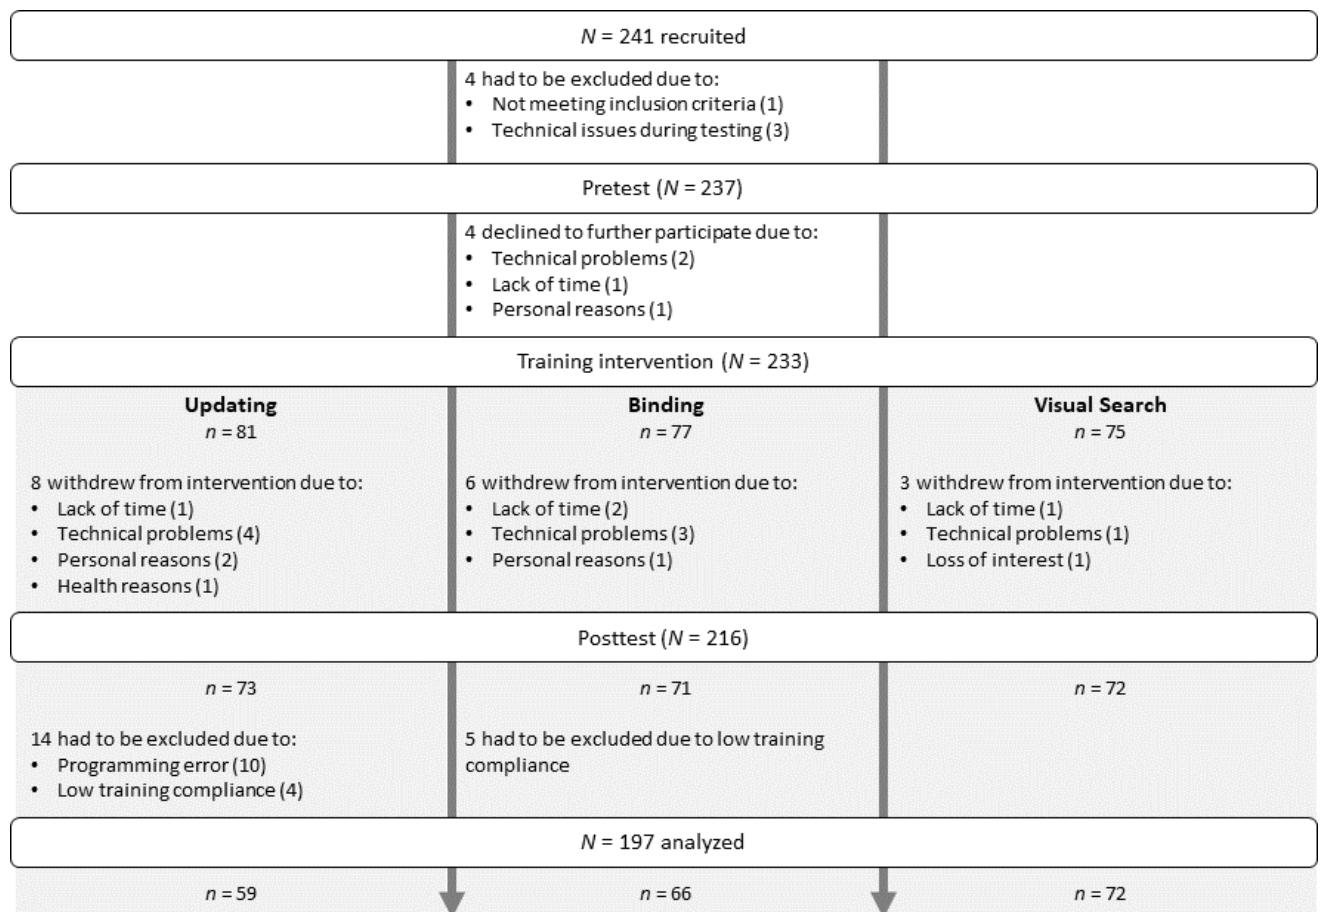 N = 241 recruited
4 had to be excluded due to:
• Not meeting inclusion criteria (1)
• Technical issues during testing (3)
Pretest (N = 237)
4 declined to further participate due to:
• Technical problems (2)
• Lack of time (1)
• Personal reasons (1)
Training intervention (N = 233)
Updating
n = 81
8 withdrew from intervention due to:
• Lack of time (1)
• Technical problems (4)
• Personal reasons (2)
• Health reasons (1)
Binding
n = 77
6 withdrew from intervention due to:
• Lack of time (2)
• Technical problems (3)
• Personal reasons (1)
Visual Search
n = 75
3 withdrew from intervention due to:
• Lack of time (1)
• Technical problems (1)
• Loss of interest (1)
Posttest (N = 216)
n = 73
14 had to be excluded due to:
• Programming error (10)
• Low training compliance (4)
n = 71
5 had to be excluded due to low training
compliance
n = 72
N = 197 analyzed
n = 59
n = 66
n = 72